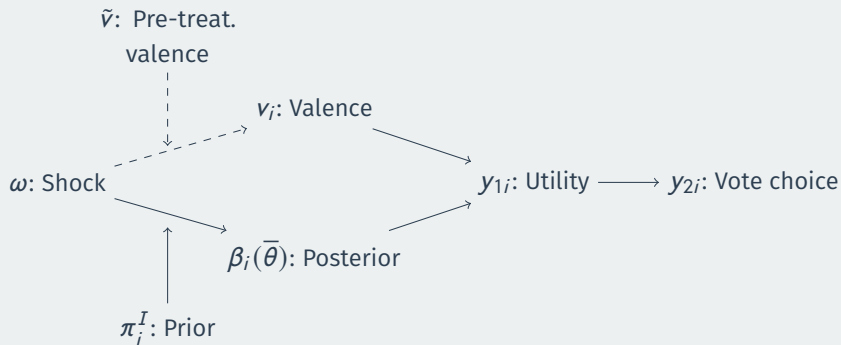 ṽ: Pre-treat.
valence
vᵢ: Valence
ω: Shock
y₁ᵢ: Utility
y₂ᵢ: Vote choice
βᵢ(θ̅): Posterior
πᵢᴵ: Prior